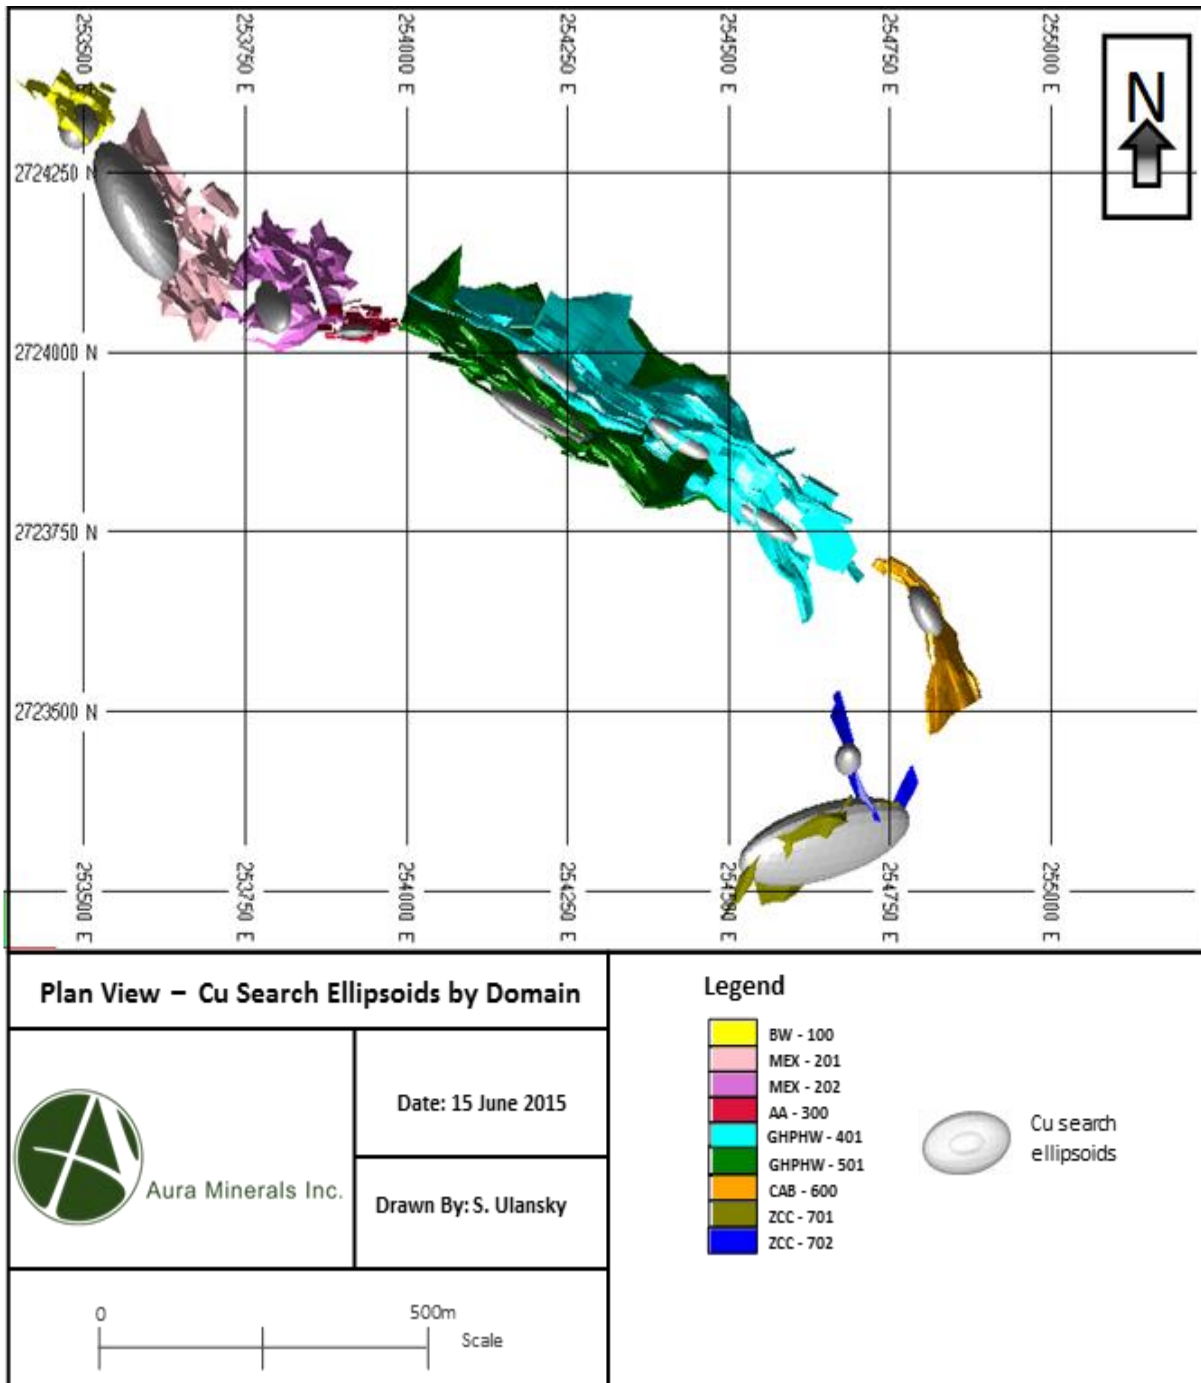 253500 E
253750 E
254000 E
254250 E
254500 E
254750 E
255000 E
N
2724250 N
2724000 N
2723750 N
2723500 N
253500 E
253750 E
254000 E
254250 E
254500 E
254750 E
255000 E
Plan View – Cu Search Ellipsoids by Domain
Aura Minerals Inc.
Date: 15 June 2015
Drawn By: S. Ulansky
0
500m
Scale
Legend
BW - 100
MEX - 201
MEX - 202
AA - 300
GHPHW - 401
GHPHW - 501
CAB - 600
ZCC - 701
ZCC - 702
Cu search
ellipsoids